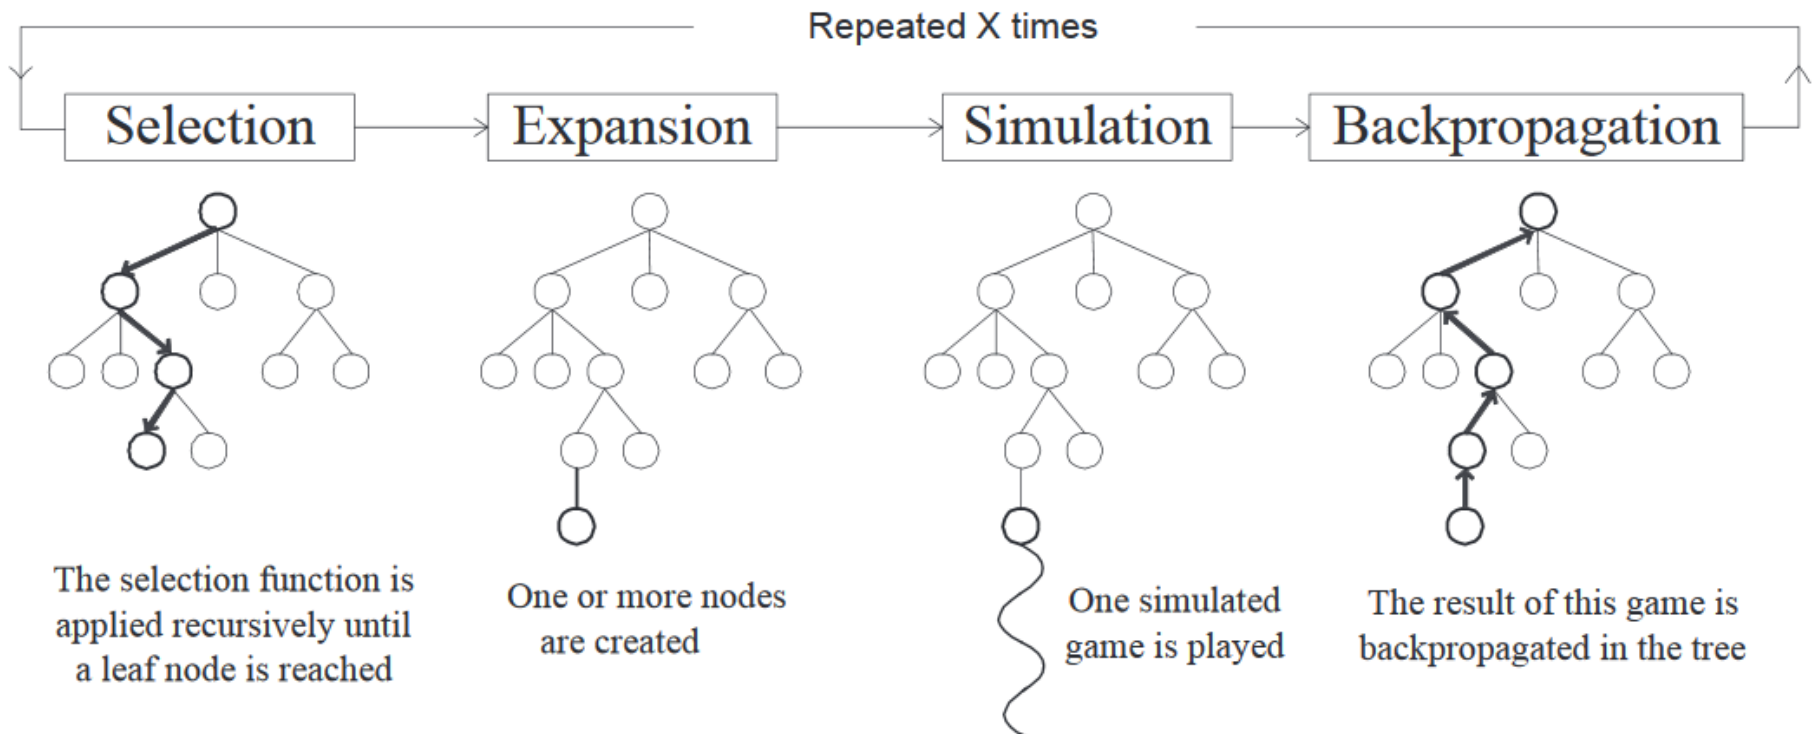 Repeated X times
Selection
Expansion
Simulation
Backpropagation
The selection function is
applied recursively until
a leaf node is reached
One or more nodes
are created
One simulated
game is played
The result of this game is
backpropagated in the tree